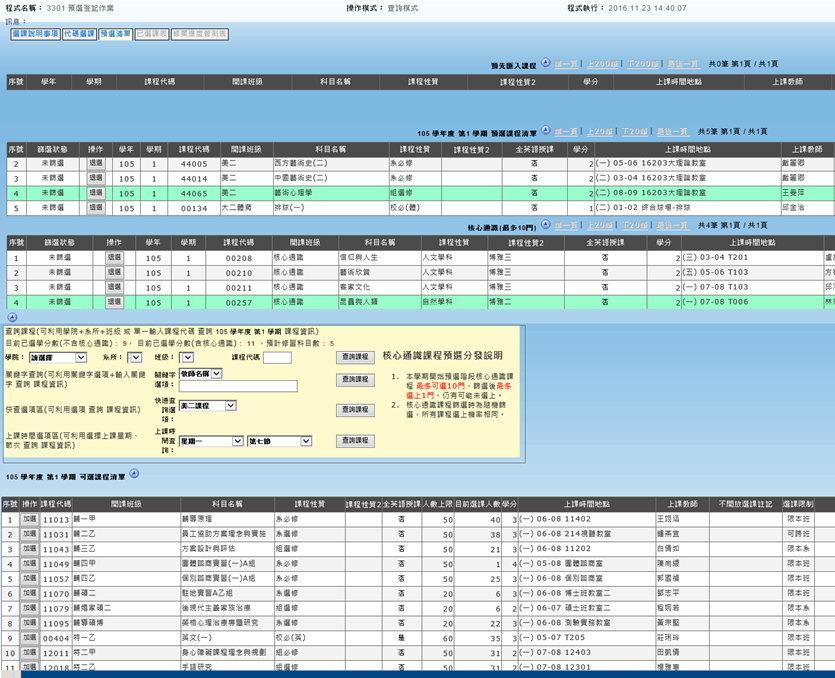 程式名稱： 3301 預選登記作業 操作模式： 查詢模式 程式執行： 2016.11.23 14:40:07
訊息：
選課說明事項 代碼選課 預選清單 已選課表 修業進度管制表
預先匯入課程 第一頁 | 上200筆 | 下200筆 | 最後一頁 共0筆 第1頁 / 共1頁
序號 學年 學期 課程代碼 開課班級 科目名稱 課程性質 課程性質2 學分 上課時間地點 上課教師
105 學年度 第1 學期 預選課程清單 第一頁 | 上20筆 | 下20筆 | 最後一頁 共5筆 第1頁 / 共1頁
序號 篩選狀態 操作 學年 學期 課程代碼 開課班級 科目名稱 課程性質 課程性質2 全英語授課 學分 上課時間地點 上課教師
2 未篩選 退選 105 1 44005 美二 西方藝術史(二) 系必修 否 2 (一) 05-06 16203大理論教室 戴麗卿
3 未篩選 退選 105 1 44014 美二 中國藝術史(二) 系必修 否 2 (二) 03-04 16203大理論教室 戴麗卿
4 未篩選 退選 105 1 44065 美二 藝術心理學 組選修 否 2 (二) 08-09 16203大理論教室 王曼萍
5 未篩選 退選 105 1 00134 大二體育 排球(一) 校必(體) 否 1 (二) 01-02 綜合球場-排球 邱金治
核心通識(最多10門) 第一頁 | 上20筆 | 下20筆 | 最後一頁 共4筆 第1頁 / 共1頁
序號 篩選狀態 操作 學年 學期 課程代碼 開課班級 科目名稱 課程性質 課程性質2 全英語授課 學分 上課時間地點
1 未篩選 退選 105 1 00208 核心通識 信仰與人生 人文學科 博雅三 否 2 (三) 03-04 T201
2 未篩選 退選 105 1 00210 核心通識 藝術欣賞 人文學科 博雅三 否 2 (五) 05-06 T103
3 未篩選 退選 105 1 00211 核心通識 客家文化 人文學科 博雅三 否 2 (一) 07-08 T103
4 未篩選 退選 105 1 00257 核心通識 昆蟲與人類 自然學科 博雅二 否 2 (一) 07-08 T006
查詢課程(可利用學院+系所+班級 或 單一輸入課程代碼 查詢 105 學年度 第1 學期 課程資訊)
目前已選學分數(不含核心通識)： 9， 目前已選學分數(含核心通識)： 11 ，預計修習科目數： 5
學院： 請選擇 系所： 班級： 課程代碼 查詢課程
關鍵字查詢(可利用關鍵字選項+輸入關鍵字 查詢 課程資訊) 關鍵字選項： 教師名稱 查詢課程
快查選項區(可利用選項 查詢 課程資訊) 快速查詢選項： 美二課程 查詢課程
上課時間選項區(可利用選擇上課星期、節次 查詢 課程資訊) 上課時間查詢： 星期一 第七節 查詢課程
核心通識課程預選分發說明
1. 本學期開始預選階段核心通識課
程 最多可選10門，篩選後最多
選上1門，仍有可能未選上。
2. 核心通識課程篩選時為隨機篩
選，所有課程選上機率相同。
105 學年度 第1 學期 可選課程清單
序號 操作 課程代碼 開課班級 科目名稱 課程性質 課程性質2 全英語授課 人數上限 目前選課人數 學分 上課時間地點 上課教師 不開放選課註記 選課限制
1 加選 11013 輔一甲 輔導原理 系必修 否 50 40 3 (一) 06-08 11402 王翊涵 限本班
2 加選 11031 輔二乙 員工協助方案理念與實施 系選修 否 50 38 3 (一) 06-08 214視聽教室 鍾燕宜 可跨班
3 加選 11043 輔三乙 方案設計與評估 組選修 否 50 21 3 (一) 06-08 11202 白倩如 限本系
4 加選 11049 輔四甲 團體諮商實習(一)A組 系必修 否 50 1 4 (一) 05-08 團體諮商室 陳尚綾 限本班
5 加選 11057 輔四乙 個別諮商實習(一)A組 系必修 否 50 25 3 (一) 06-08 個別諮商室 郭國禎 限本班
6 加選 11070 輔碩二 駐地實習A乙組 系選修 否 20 6 3 (一) 06-08 博士班教室二 鄧志平 限本班
7 加選 11079 輔婚家碩二 後現代主義家族治療 組選修 否 20 6 2 (一) 06-07 碩士班教室二 程婉若 限本系
8 加選 11095 輔導碩博 榮格心理治療專題研究 系選修 否 20 22 3 (一) 06-08 測驗實務教室 黃宗堅 限本系
9 加選 00404 特一乙 英文(一) 校必(英) 是 60 35 3 (一) 05-07 T205 莊琍玲 限本班
10 加選 12011 特二甲 身心障礙課程理念與規劃 組必修 否 50 31 2 (一) 07-08 12403 田凱倩 限本班
11 加選 12018 特二乙 手語研究 組選修 否 50 31 2 (一) 07-08 12301 楊雅惠 限本班